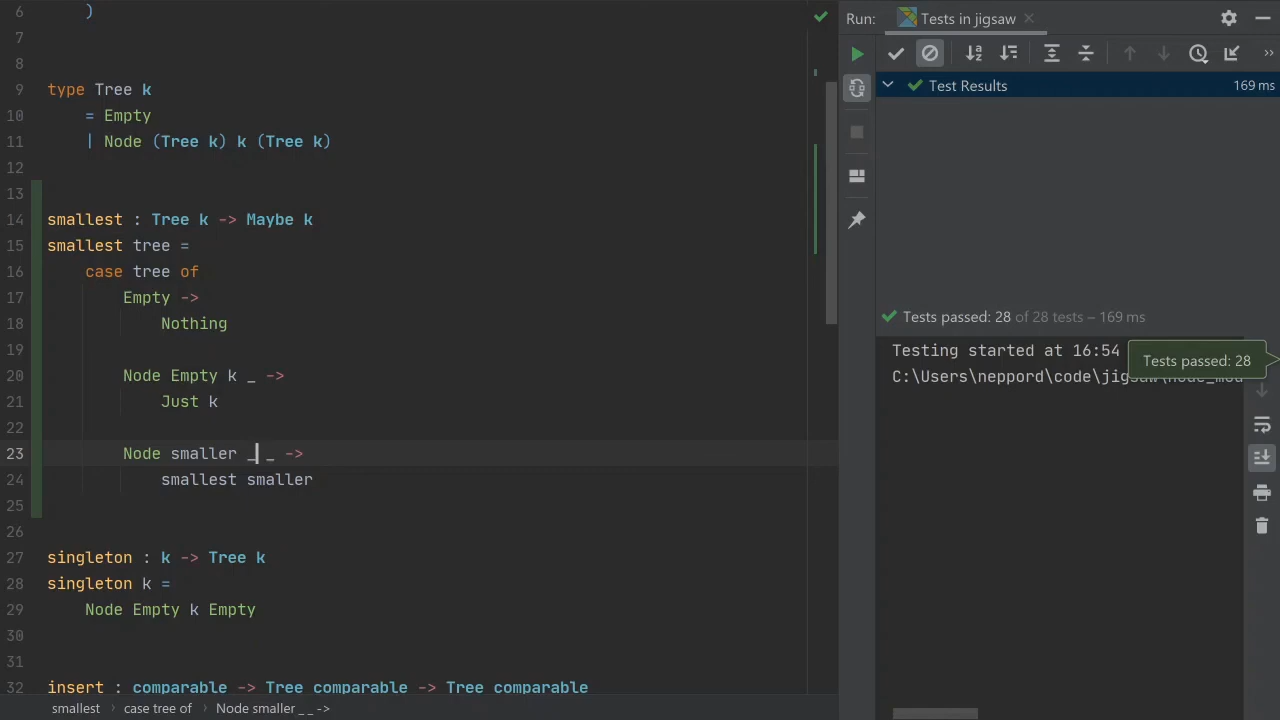 6 )
7
8
9 type Tree k
10 = Empty
11 | Node (Tree k) k (Tree k)
12
13
14 smallest : Tree k -> Maybe k
15 smallest tree =
16 case tree of
17 Empty ->
18 Nothing
19
20 Node Empty k _ ->
21 Just k
22
23 Node smaller _ _ ->
24 smallest smaller
25
26
27 singleton : k -> Tree k
28 singleton k =
29 Node Empty k Empty
30
31
32 insert : comparable -> Tree comparable -> Tree comparable
smallest › case tree of › Node smaller _ _ ->
Run: Tests in jigsaw
Test Results 169 ms
Tests passed: 28 of 28 tests – 169 ms
Testing started at 16:54
Tests passed: 28
C:\Users\neppord\code\jigsaw\node_mod